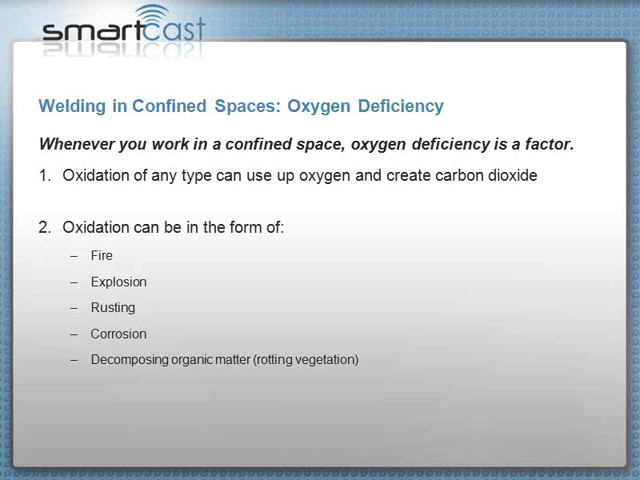 smartcast
Welding in Confined Spaces: Oxygen Deficiency
Whenever you work in a confined space, oxygen deficiency is a factor.
1. Oxidation of any type can use up oxygen and create carbon dioxide
2. Oxidation can be in the form of:
– Fire
– Explosion
– Rusting
– Corrosion
– Decomposing organic matter (rotting vegetation)